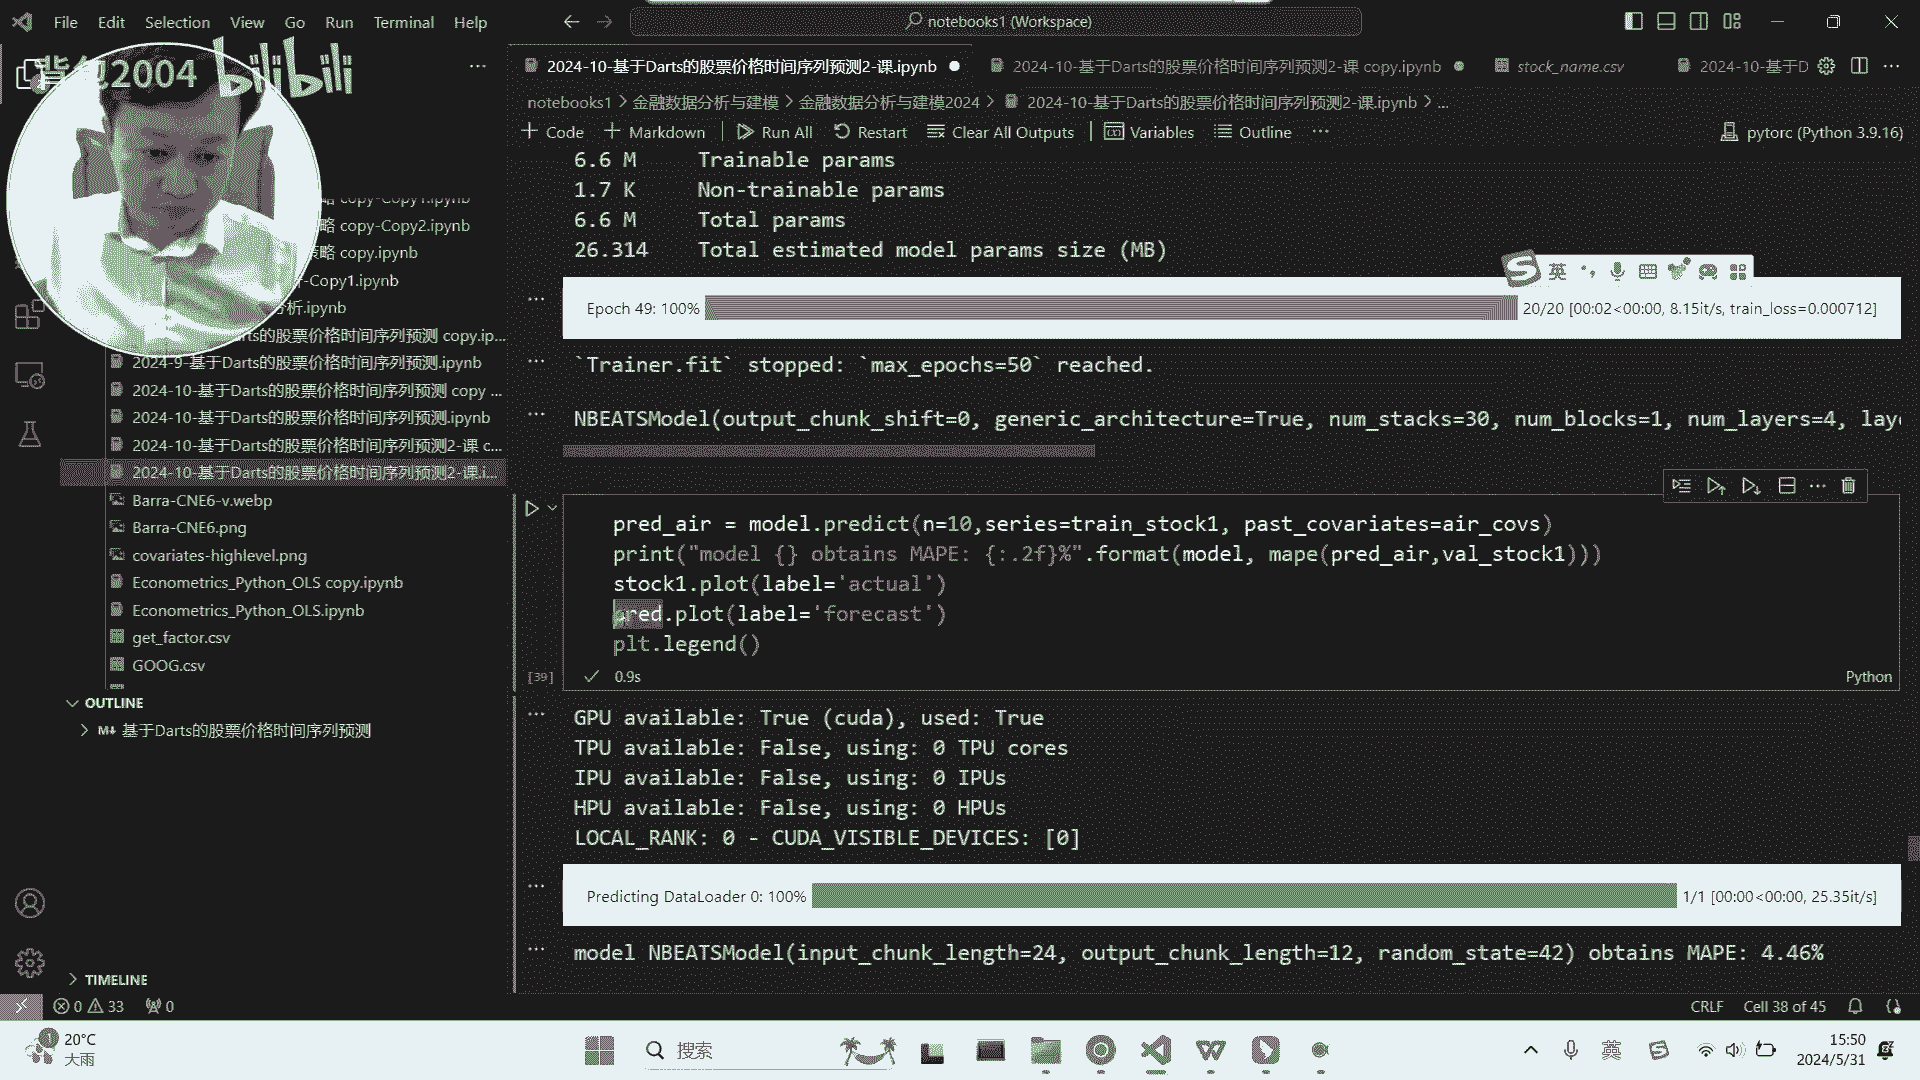 File Edit Selection View Go Run Terminal Help
notebooks1 (Workspace)
背包2004 bilibili
2024-10-基于Darts的股票价格时间序列预测2-课.ipynb
2024-10-基于Darts的股票价格时间序列预测2-课 copy.ipynb
stock_name.csv
2024-10-基于D
notebooks1 > 金融数据分析与建模 > 金融数据分析与建模2024 > 2024-10-基于Darts的股票价格时间序列预测2-课.ipynb > ...
+ Code + Markdown Run All Restart Clear All Outputs Variables Outline ...
pytorc (Python 3.9.16)
6.6 M Trainable params
1.7 K Non-trainable params
6.6 M Total params
26.314 Total estimated model params size (MB)
英
Epoch 49: 100% 20/20 [00:02<00:00, 8.15it/s, train_loss=0.000712]
`Trainer.fit` stopped: `max_epochs=50` reached.
NBEATSModel(output_chunk_shift=0, generic_architecture=True, num_stacks=30, num_blocks=1, num_layers=4, lay
pred_air = model.predict(n=10,series=train_stock1, past_covariates=air_covs)
print("model {} obtains MAPE: {:.2f}%".format(model, mape(pred_air,val_stock1)))
stock1.plot(label='actual')
pred.plot(label='forecast')
plt.legend()
[39] 0.9s
Python
GPU available: True (cuda), used: True
TPU available: False, using: 0 TPU cores
IPU available: False, using: 0 IPUs
HPU available: False, using: 0 HPUs
LOCAL_RANK: 0 - CUDA_VISIBLE_DEVICES: [0]
Predicting DataLoader 0: 100% 1/1 [00:00<00:00, 25.35it/s]
model NBEATSModel(input_chunk_length=24, output_chunk_length=12, random_state=42) obtains MAPE: 4.46%
略 copy-Copy1.ipynb
略 copy-Copy2.ipynb
策略 copy.ipynb
-Copy1.ipynb
分析.ipynb
arts的股票价格时间序列预测 copy.ip...
2024-9-基于Darts的股票价格时间序列预测.ipynb
2024-10-基于Darts的股票价格时间序列预测 copy ...
2024-10-基于Darts的股票价格时间序列预测.ipynb
2024-10-基于Darts的股票价格时间序列预测2-课 c...
2024-10-基于Darts的股票价格时间序列预测2-课.i...
Barra-CNE6-v.webp
Barra-CNE6.png
covariates-highlevel.png
Econometrics_Python_OLS copy.ipynb
Econometrics_Python_OLS.ipynb
get_factor.csv
GOOG.csv
OUTLINE
M↓ 基于Darts的股票价格时间序列预测
TIMELINE
0 33 0
CRLF Cell 38 of 45
1
20°C
大雨
搜索
英
15:50
2024/5/31